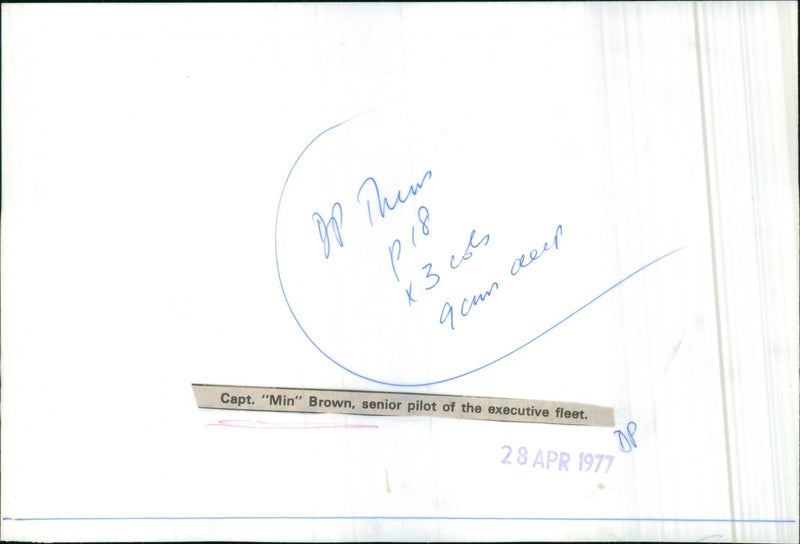 DP Thurs
p 18
x 3 cols
9 cms deep
Capt. "Min" Brown, senior pilot of the executive fleet.
DP
28 APR 1977